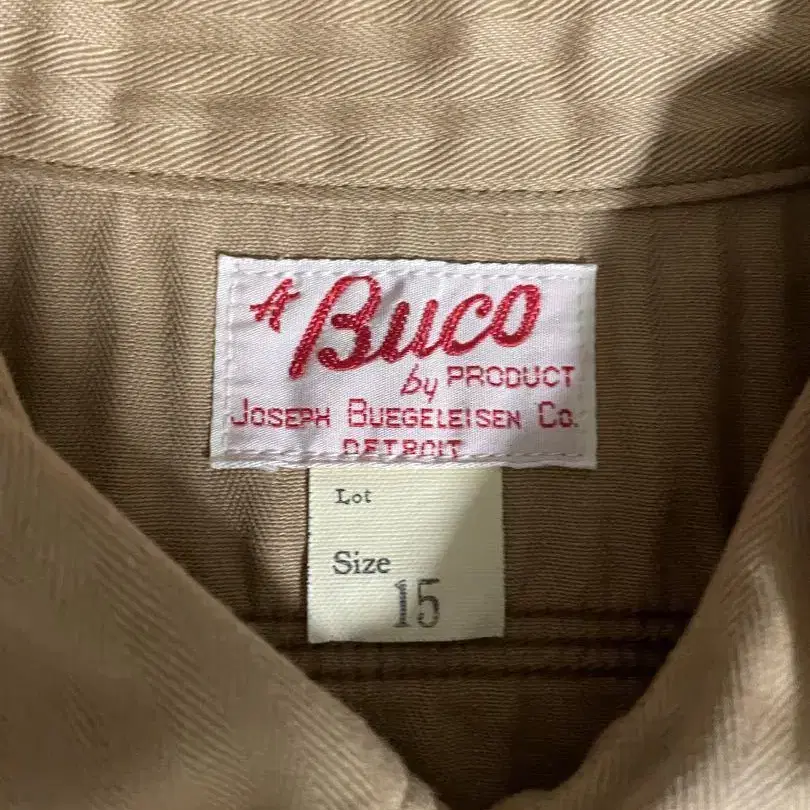 A Buco
by PRODUCT
JOSEPH BUEGELEISEN CO.
DETROIT
Lot
Size
15